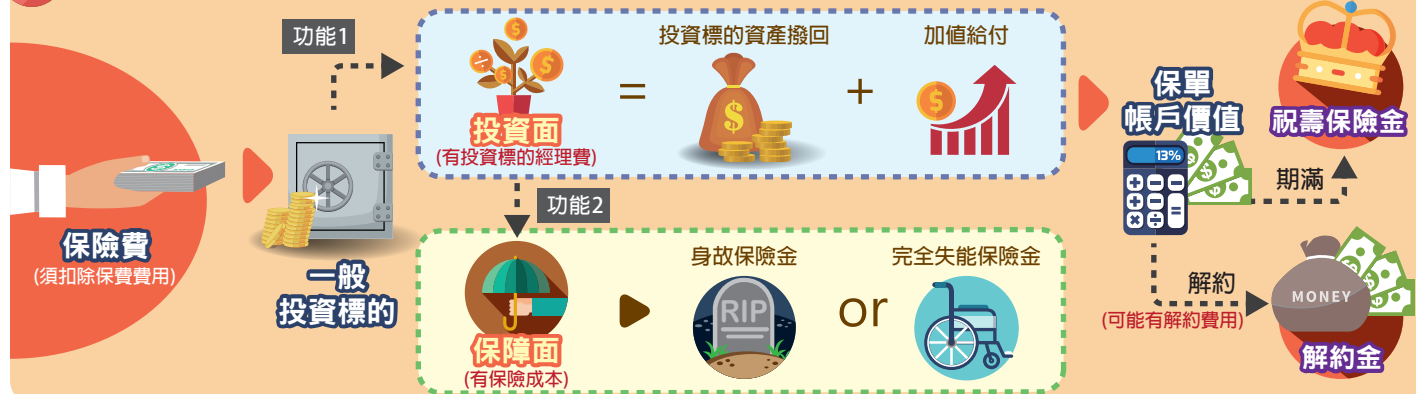 保險費
(須扣除保費費用)
一般
投資標的
功能1
投資面
(有投資標的經理費)
=
投資標的資產撥回
$
+
加值給付
功能2
保障面
(有保險成本)
身故保險金
RIP
or
完全失能保險金
保單
帳戶價值
13%
期滿
祝壽保險金
解約
(可能有解約費用)
MONEY
解約金